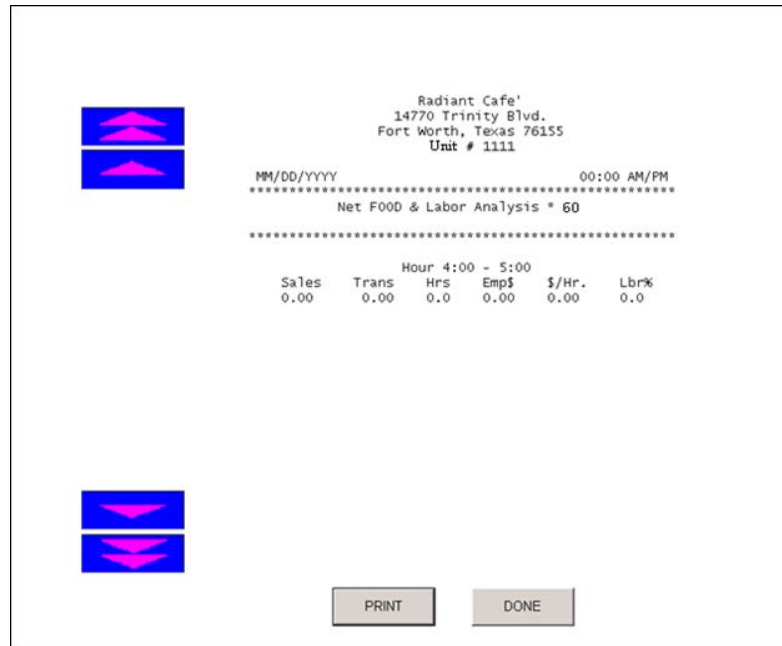 Radiant Cafe'
14770 Trinity Blvd.
Fort Worth, Texas 76155
Unit # 1111
MM/DD/YYYY 00:00 AM/PM
*****************************************************
Net FOOD & Labor Analysis * 60
*****************************************************
Hour 4:00 - 5:00
Sales Trans Hrs Emp$ $/Hr. Lbr%
0.00 0.00 0.0 0.00 0.00 0.0
PRINT DONE